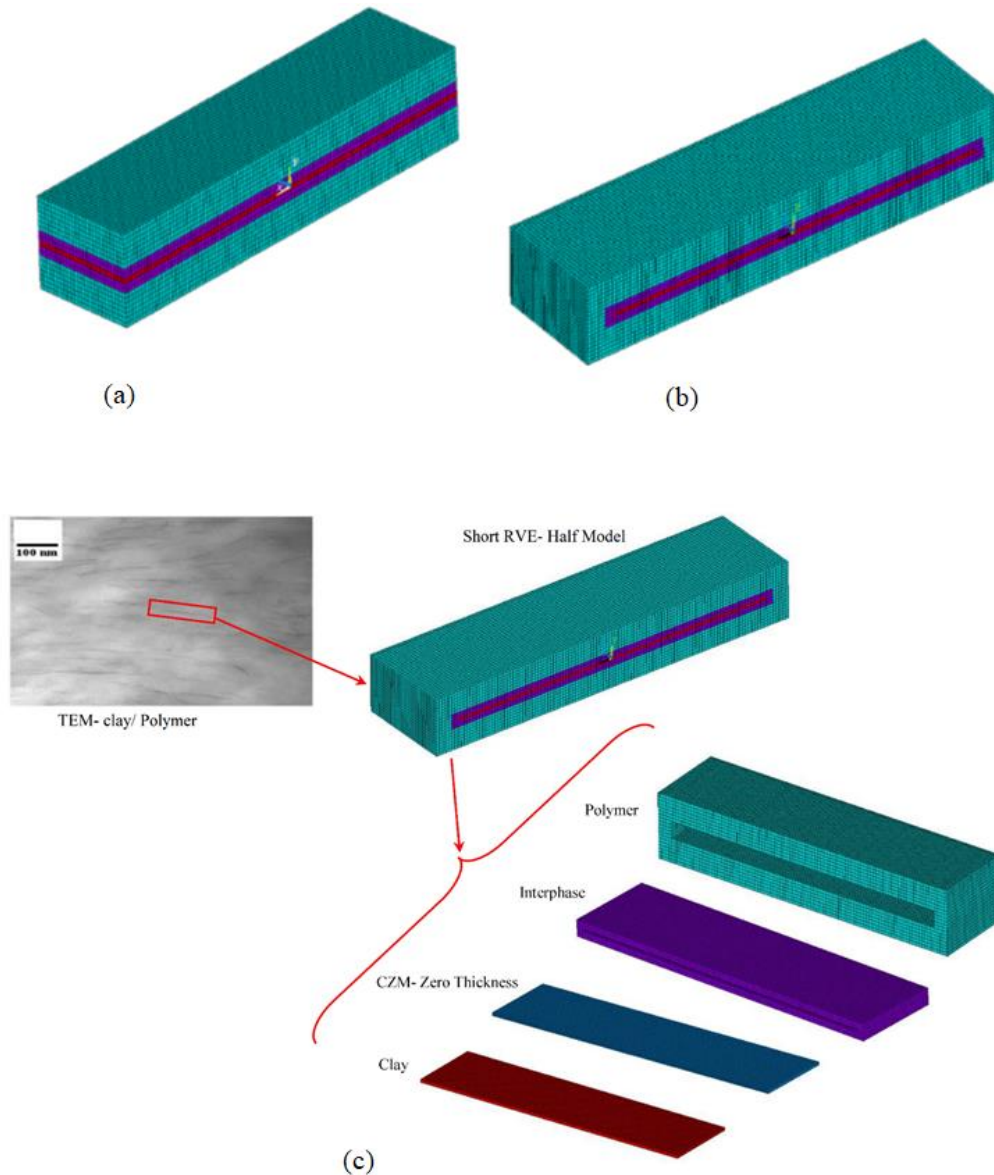 (a)
(b)
Short RVE- Half Model
100 nm
TEM- clay/ Polymer
Polymer
Interphase
CZM- Zero Thickness
Clay
(c)